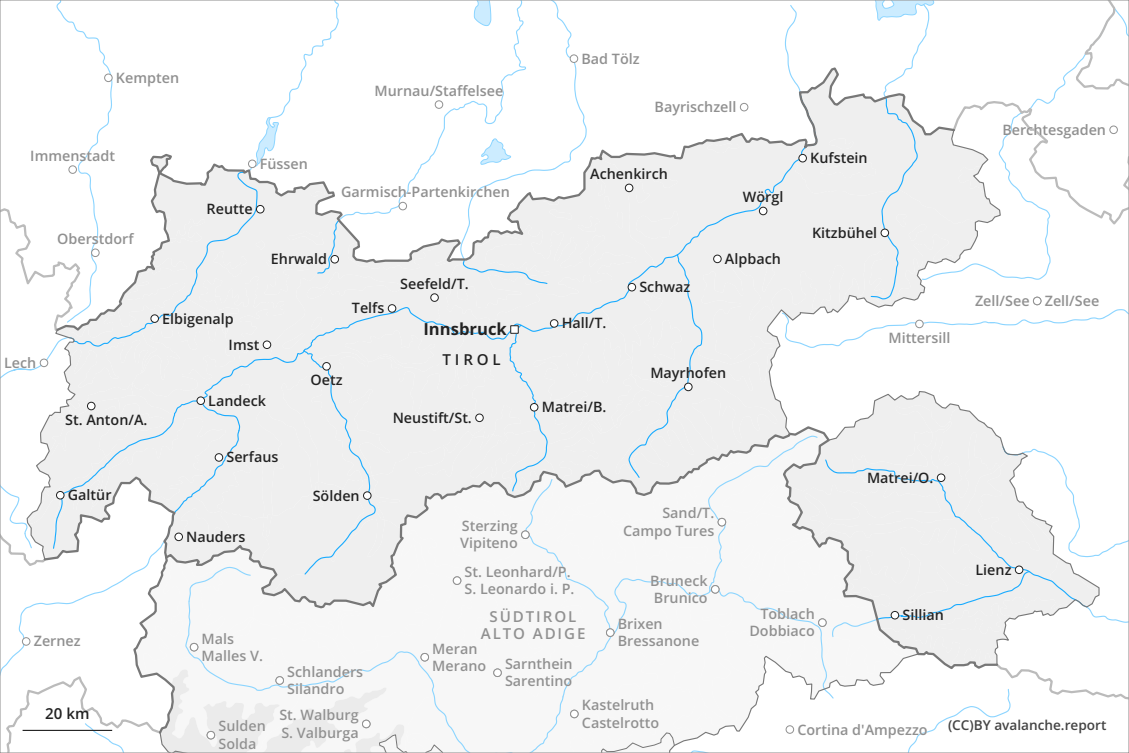 Kempten
Bad Tölz
Murnau/Staffelsee
Bayrischzell
Berchtesgaden
Immenstadt
Füssen
Kufstein
Achenkirch
Garmisch-Partenkirchen
Wörgl
Reutte
Kitzbühel
Oberstdorf
Ehrwald
Alpbach
Seefeld/T.
Schwaz
Zell/See
Zell/See
Telfs
Elbigenalp
Innsbruck
Hall/T.
Mittersill
Imst
TIROL
Lech
Oetz
Mayrhofen
Landeck
Matrei/B.
St. Anton/A.
Neustift/St.
Serfaus
Matrei/O.
Galtür
Sölden
Sand/T.
Campo Tures
Sterzing
Vipiteno
Nauders
St. Leonhard/P.
S. Leonardo i. P.
Lienz
Bruneck
Brunico
SÜDTIROL
ALTO ADIGE
Toblach
Dobbiaco
Sillian
Brixen
Bressanone
Zernez
Mals
Malles V.
Meran
Merano
Sarnthein
Sarentino
Schlanders
Silandro
Kastelruth
Castelrotto
20 km
St. Walburg
S. Valburga
Sulden
Solda
Cortina d'Ampezzo
(CC)BY avalanche.report